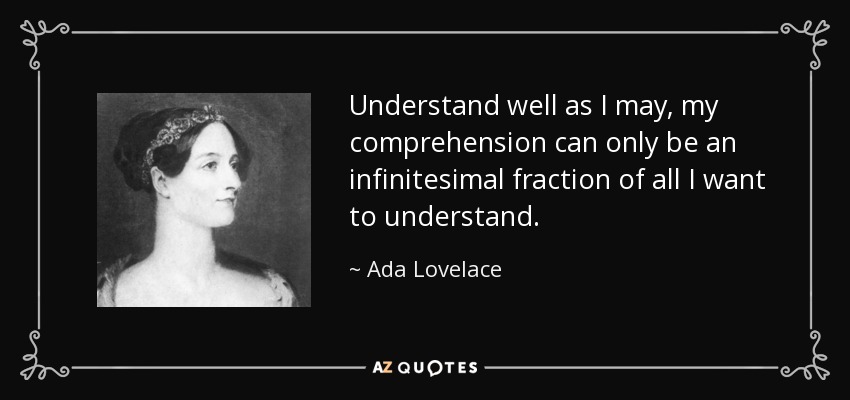 Understand well as I may, my
comprehension can only be an
infinitesimal fraction of all I want
to understand.
~ Ada Lovelace
AZ QUOTES